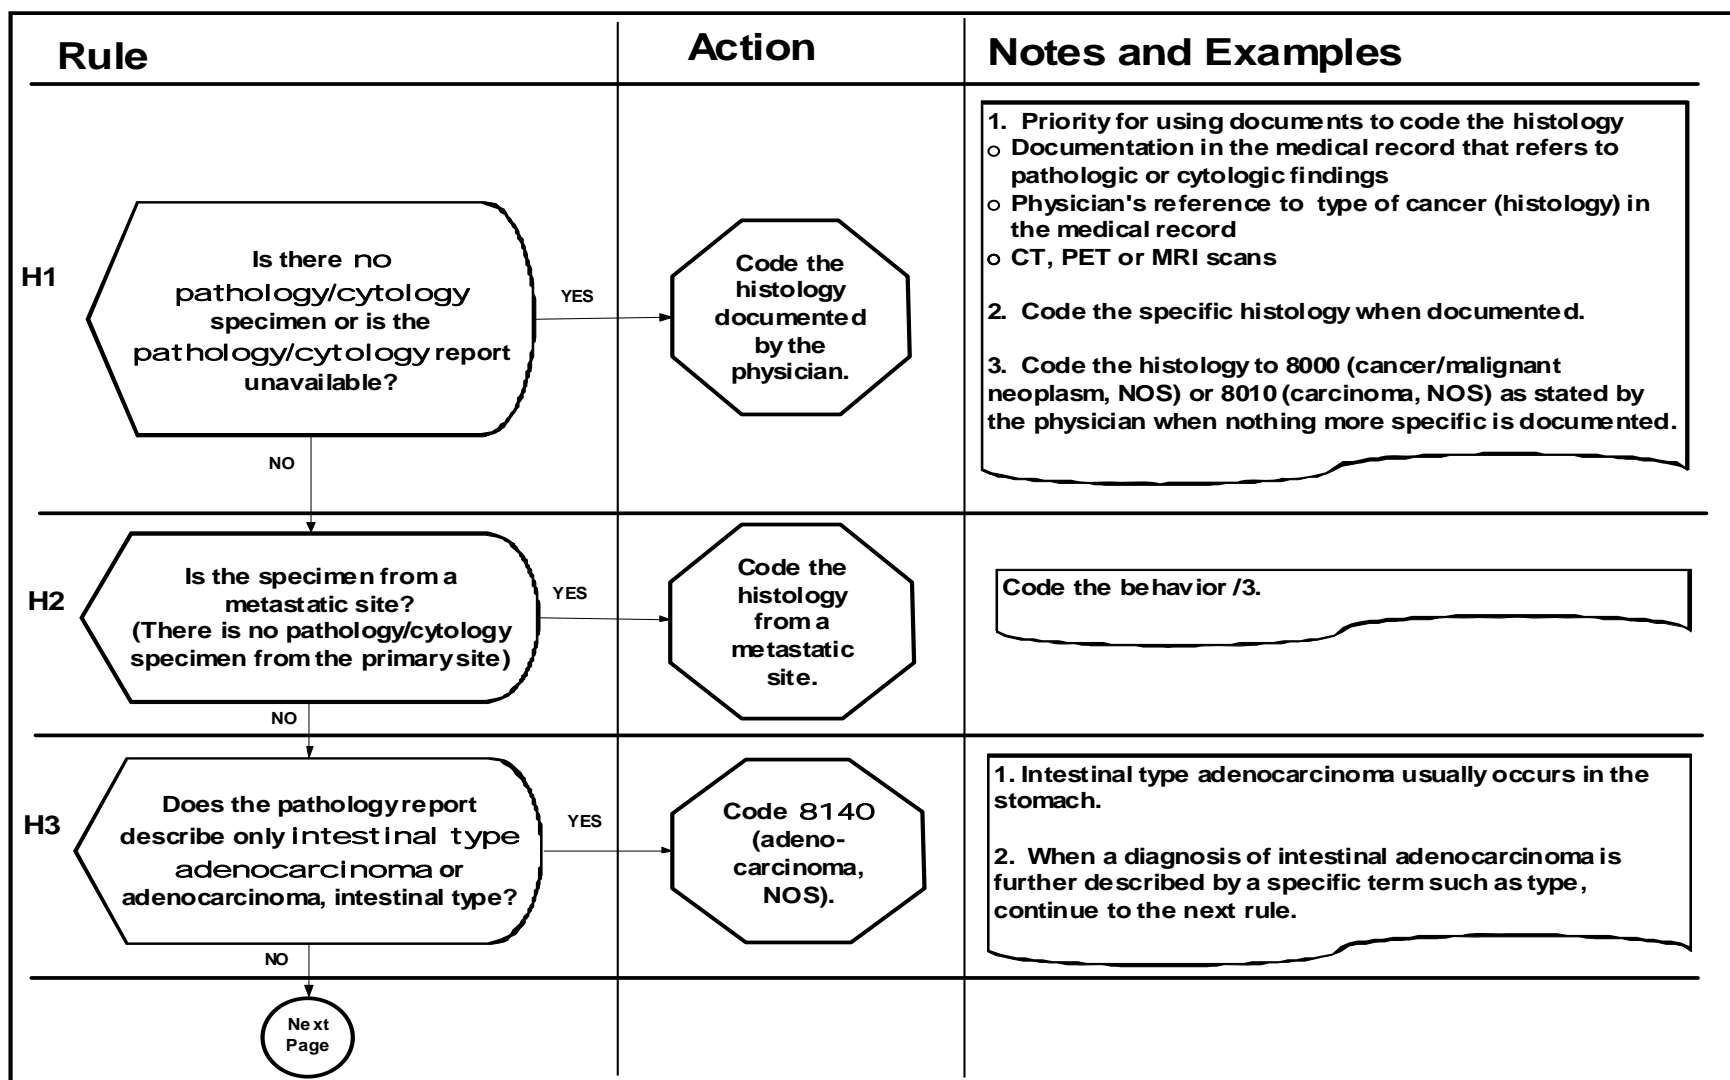 Rule
Action
Notes and Examples
H1
Is there no
pathology/cytology
specimen or is the
pathology/cytology report
unavailable?
YES
Code the
histology
documented
by the
physician.
1. Priority for using documents to code the histology
o Documentation in the medical record that refers to
pathologic or cytologic findings
o Physician's reference to type of cancer (histology) in
the medical record
o CT, PET or MRI scans
2. Code the specific histology when documented.
3. Code the histology to 8000 (cancer/malignant
neoplasm, NOS) or 8010 (carcinoma, NOS) as stated by
the physician when nothing more specific is documented.
NO
H2
Is the specimen from a
metastatic site?
(There is no pathology/cytology
specimen from the primary site)
YES
Code the
histology
from a
metastatic
site.
Code the behavior /3.
NO
H3
Does the pathology report
describe only intestinal type
adenocarcinoma or
adenocarcinoma, intestinal type?
YES
Code 8140
(adeno-
carcinoma,
NOS).
1. Intestinal type adenocarcinoma usually occurs in the
stomach.
2. When a diagnosis of intestinal adenocarcinoma is
further described by a specific term such as type,
continue to the next rule.
NO
Next
Page